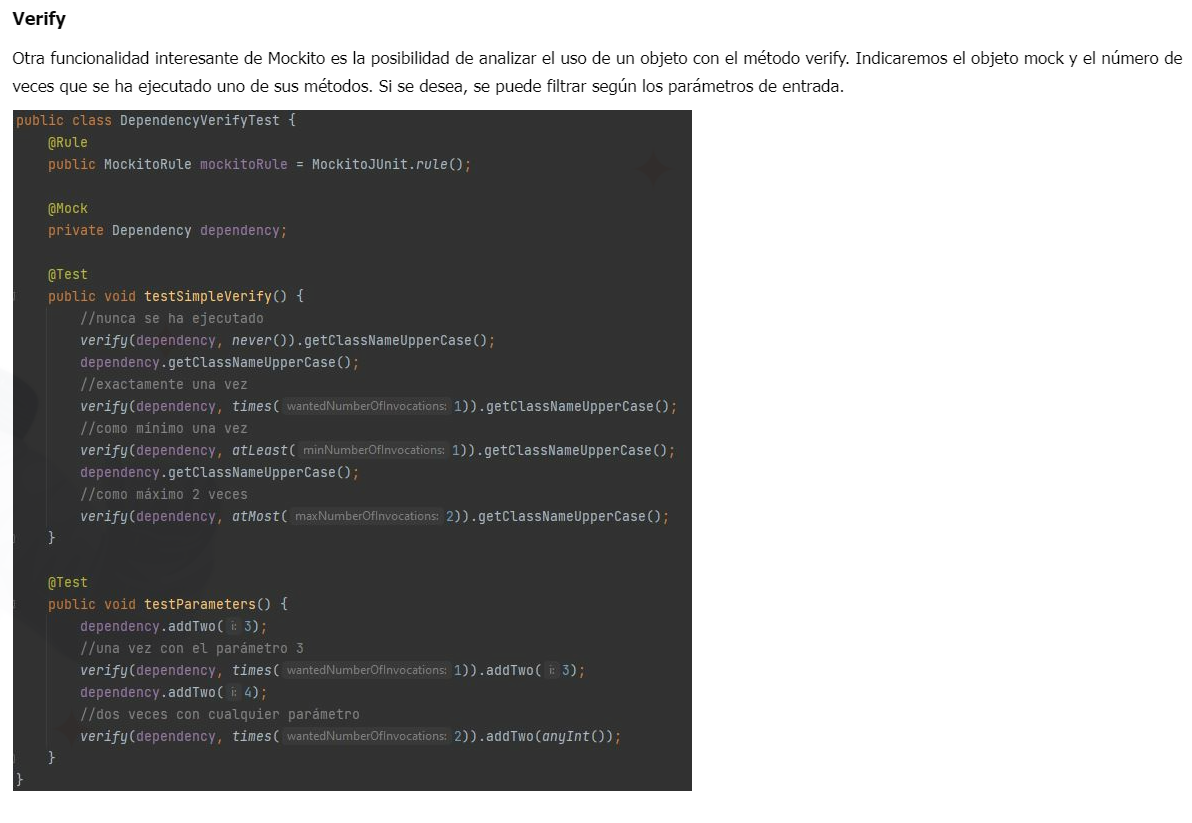 Verify
Otra funcionalidad interesante de Mockito es la posibilidad de analizar el uso de un objeto con el método verify. Indicaremos el objeto mock y el número de
veces que se ha ejecutado uno de sus métodos. Si se desea, se puede filtrar según los parámetros de entrada.
public class DependencyVerifyTest {
@Rule
public MockitoRule mockitoRule = MockitoJUnit.rule();
@Mock
private Dependency dependency;
@Test
public void testSimpleVerify() {
//nunca se ha ejecutado
verify(dependency, never()).getClassNameUpperCase();
dependency.getClassNameUpperCase();
//exactamente una vez
verify(dependency, times( wantedNumberOfInvocations: 1)).getClassNameUpperCase();
//como mínimo una vez
verify(dependency, atLeast( minNumberOfInvocations: 1)).getClassNameUpperCase();
dependency.getClassNameUpperCase();
//como máximo 2 veces
verify(dependency, atMost( maxNumberOfInvocations: 2)).getClassNameUpperCase();
}
@Test
public void testParameters() {
dependency.addTwo( i: 3);
//una vez con el parámetro 3
verify(dependency, times( wantedNumberOfInvocations: 1)).addTwo( i: 3);
dependency.addTwo( i: 4);
//dos veces con cualquier parámetro
verify(dependency, times( wantedNumberOfInvocations: 2)).addTwo(anyInt());
}
}